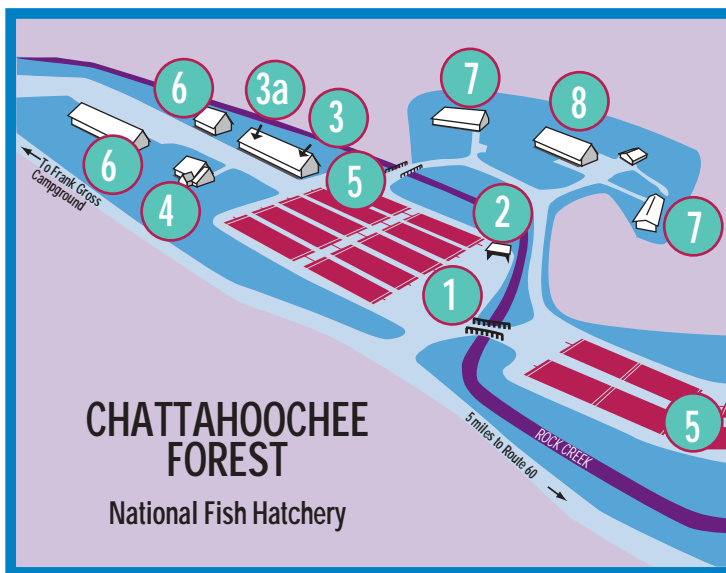 6
3a
3
7
8
6
4
5
2
7
1
5
To Frank Gross
Campground
CHATTAHOOCHEE
FOREST
National Fish Hatchery
5 miles to Route 60
ROCK CREEK